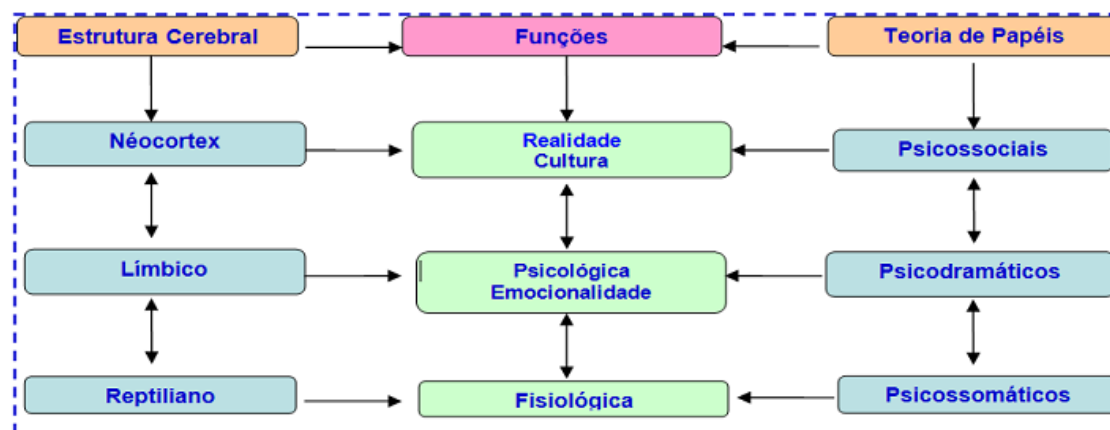 Estrutura Cerebral
Funções
Teoria de Papéis
Néocortex
Realidade
Cultura
Psicossociais
Límbico
Psicológica
Emocionalidade
Psicodramáticos
Reptiliano
Fisiológica
Psicossomáticos